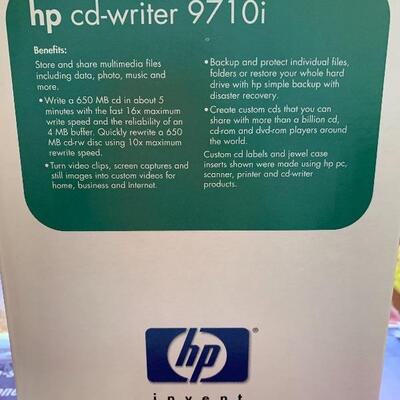 hp cd-writer 9710i
Benefits:
Store and share multimedia files
including data, photo, music and
more.
• Write a 650 MB cd in about 5
minutes with the fast 16x maximum
write speed and the reliability of an
4 MB buffer. Quickly rewrite a 650
MB cd-rw disc using 10x maximum
rewrite speed.
• Turn video clips, screen captures and
still images into custom videos for
home, business and Internet.
• Backup and protect individual files,
folders or restore your whole hard
drive with hp simple backup with
disaster recovery.
• Create custom cds that you can
share with more than a billion cd,
cd-rom and dvd-rom players around
the world.
Custom cd labels and jewel case
inserts shown were made using hp pc,
scanner, printer and cd-writer
products.
hp
®
invent